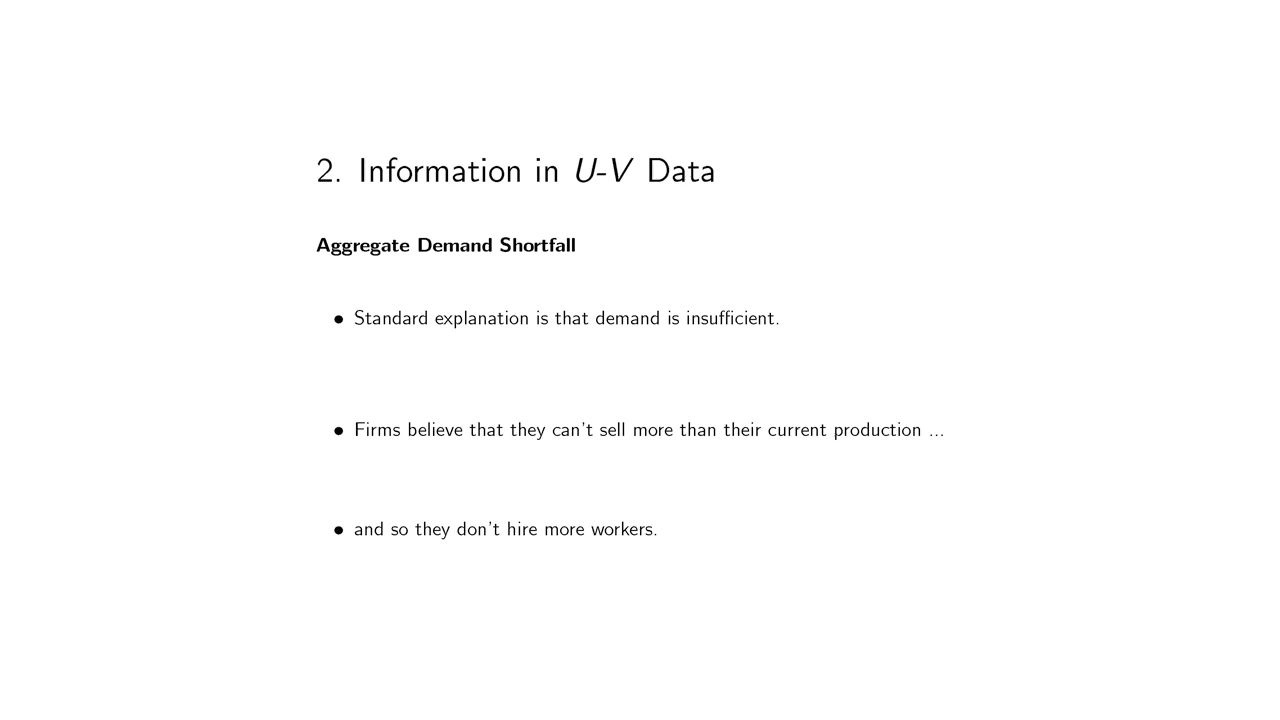 2. Information in U-V Data
Aggregate Demand Shortfall
• Standard explanation is that demand is insufficient.
• Firms believe that they can't sell more than their current production ...
• and so they don't hire more workers.